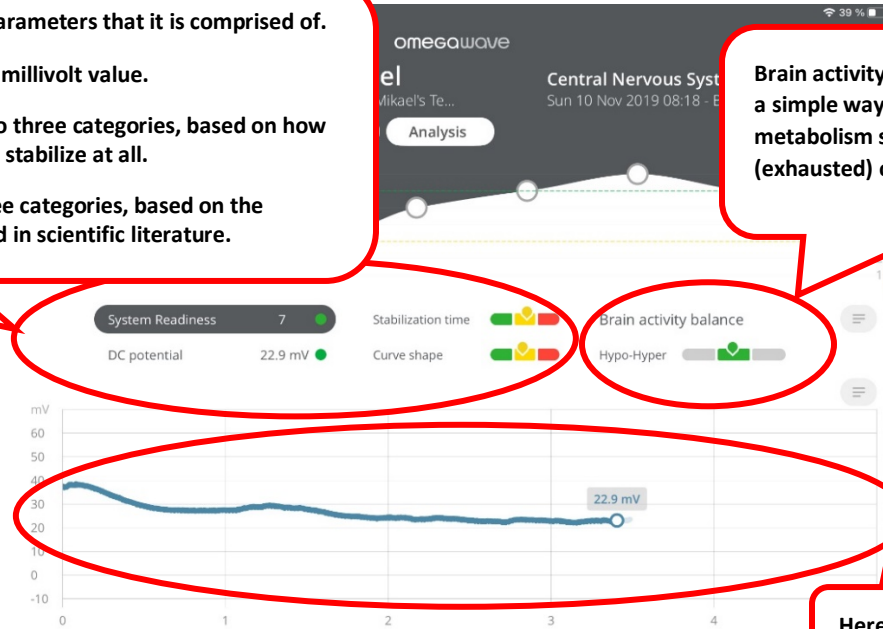 arameters that it is comprised of.
millivolt value.
o three categories, based on how
stabilize at all.
ee categories, based on the
d in scientific literature.
39 %
omegawave
el
Mikael's Te...
Analysis
Central Nervous Syst
Sun 10 Nov 2019 08:18 - E
Brain activity
a simple way
metabolism s
(exhausted) o
1
System Readiness 7
DC potential 22.9 mV
Stabilization time
Curve shape
Brain activity balance
Hypo-Hyper
mV
60
50
40
30
20
10
0
-10
22.9 mV
0 1 2 3 4
Here